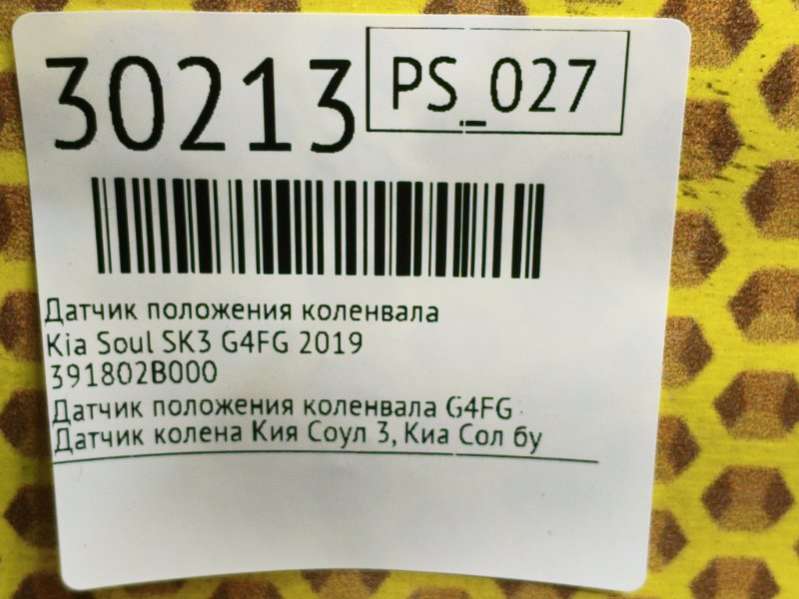 30213
PS_027
Датчик положения коленвала
Kia Soul SK3 G4FG 2019
391802B000
Датчик положения коленвала G4FG
Датчик колена Кия Соул 3, Киа Сол бу